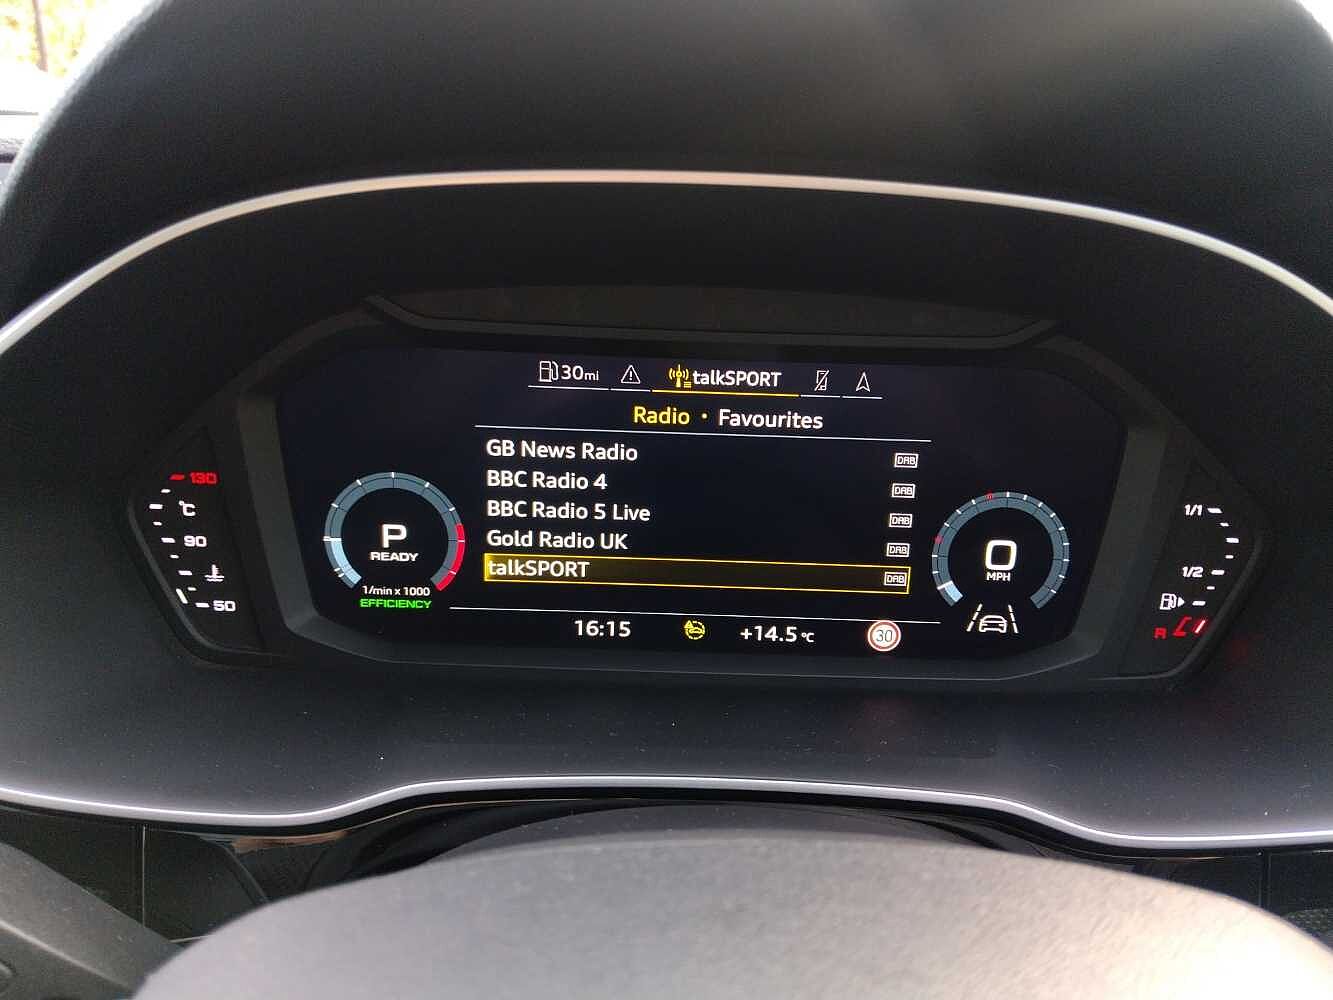 30mi
talkSPORT
Radio · Favourites
GB News Radio DAB
BBC Radio 4 DAB
BBC Radio 5 Live DAB
Gold Radio UK DAB
talkSPORT DAB
16:15 +14.5 °C 30
130
°C
90
50
P
READY
1/min x 1000
EFFICIENCY
0
MPH
1/1
1/2
R